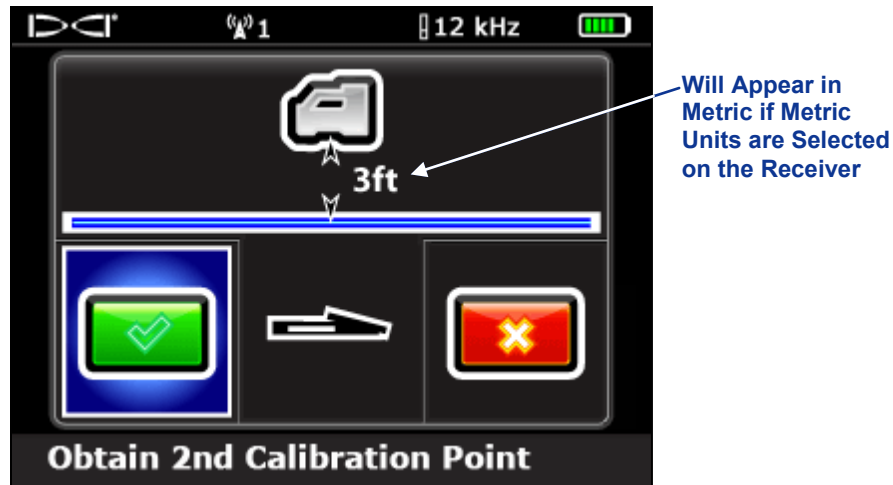 DCI 1 12 kHz
3ft
Will Appear in
Metric if Metric
Units are Selected
on the Receiver
Obtain 2nd Calibration Point